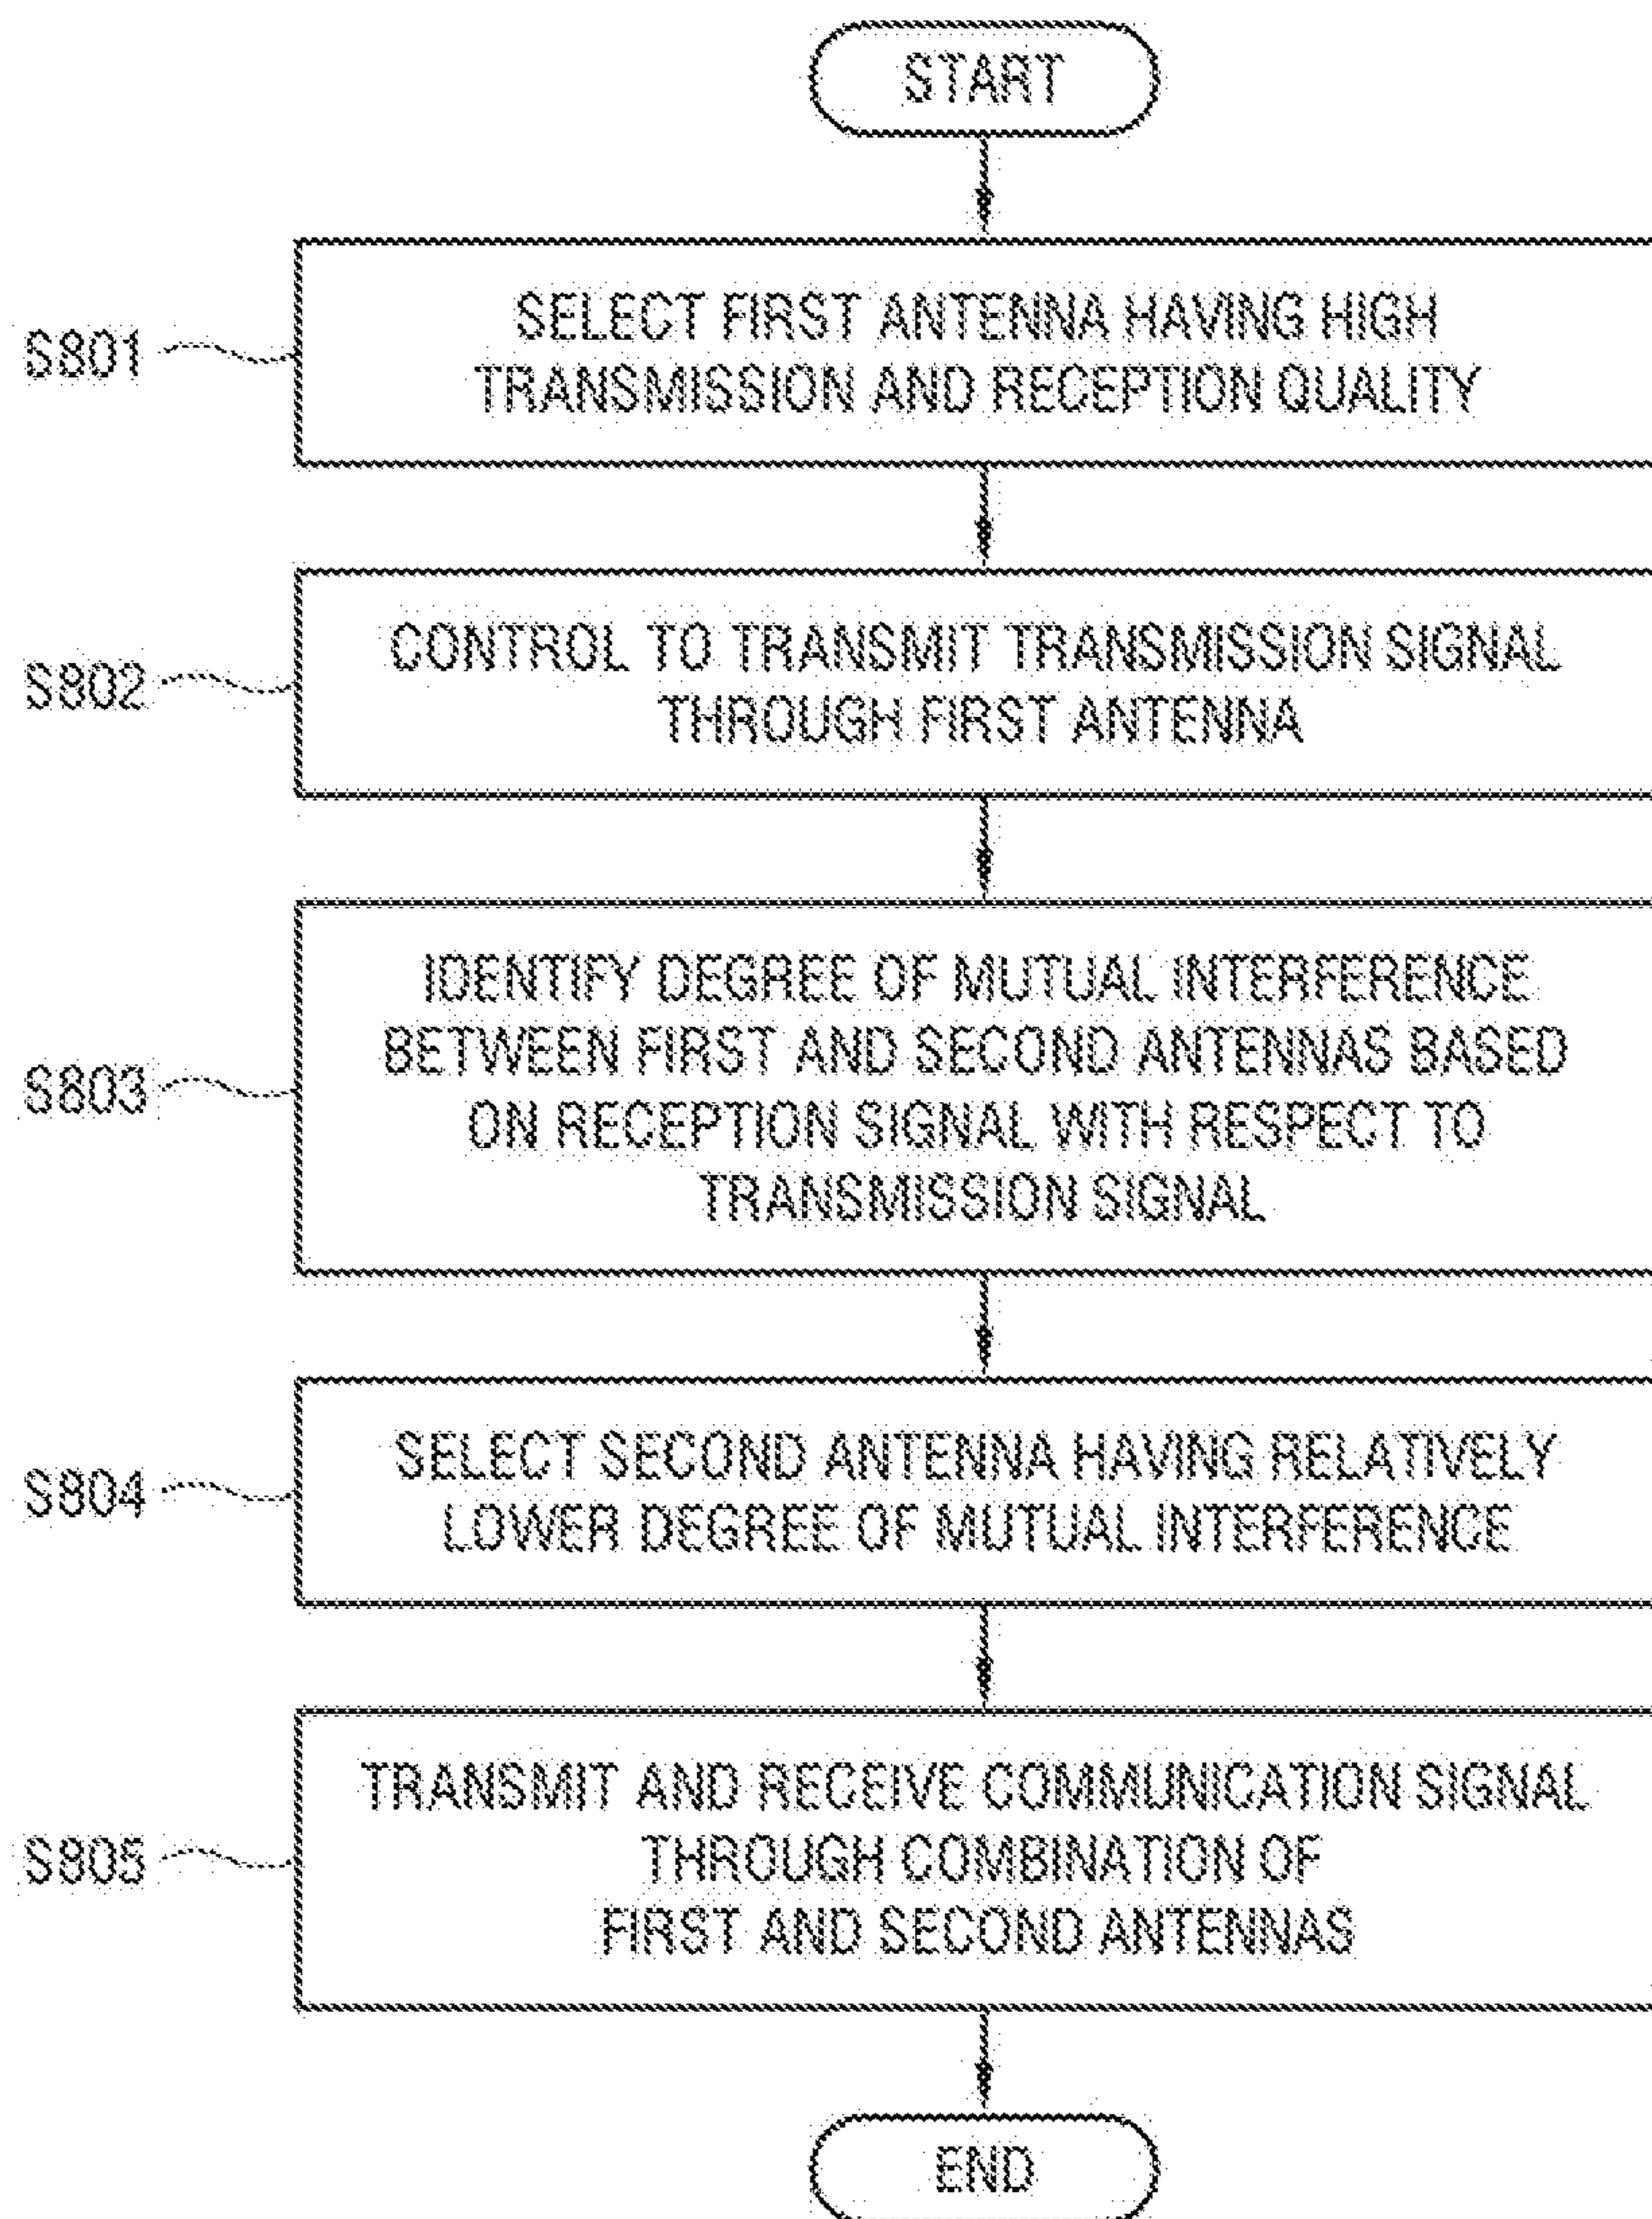 START
S801
SELECT FIRST ANTENNA HAVING HIGH
TRANSMISSION AND RECEPTION QUALITY
S802
CONTROL TO TRANSMIT TRANSMISSION SIGNAL
THROUGH FIRST ANTENNA
S803
IDENTIFY DEGREE OF MUTUAL INTERFERENCE
BETWEEN FIRST AND SECOND ANTENNAS BASED
ON RECEPTION SIGNAL WITH RESPECT TO
TRANSMISSION SIGNAL
S804
SELECT SECOND ANTENNA HAVING RELATIVELY
LOWER DEGREE OF MUTUAL INTERFERENCE
S805
TRANSMIT AND RECEIVE COMMUNICATION SIGNAL
THROUGH COMBINATION OF
FIRST AND SECOND ANTENNAS
END